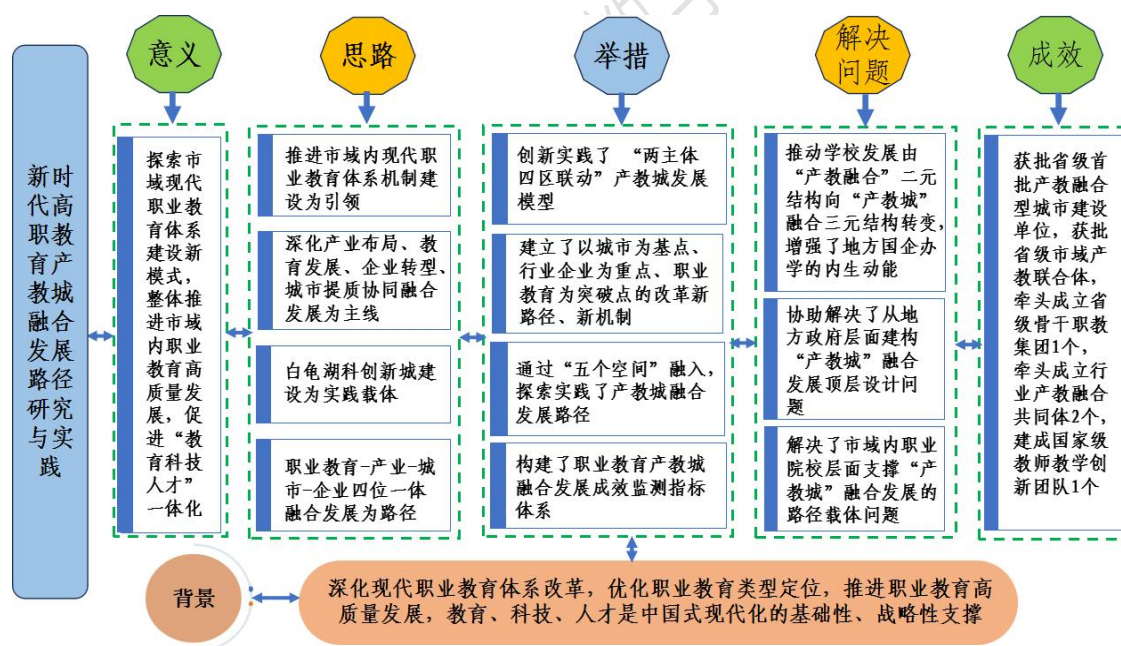 新时
代高
职教
育产
教城
融合
发展
路径
研究
与实
践
意义
探索市
域现代
职业教
育体系
建设新
模式，
整体推
进市域
内职业
教育高
质量发
展，促
进“教
育科技
人才”
一体化
思路
推进市域内现代职
业教育体系机制建
设为引领
深化产业布局、教
育发展、企业转型、
城市提质协同融合
发展为主线
白龟湖科创新城建
设为实践载体
职业教育-产业-城
市-企业四位一体
融合发展为路径
举措
创新实践了 “两主体
四区联动”产教城发展
模型
建立了以城市为基点、
行业企业为重点、职业
教育为突破点的改革新
路径、新机制
通过“五个空间”融入，
探索实践了产教城融合
发展路径
构建了职业教育产教城
融合发展成效监测指标
体系
解决
问题
推动学校发展由
“产教融合”二元
结构向“产教城”
融合三元结构转变，
增强了地方国企办
学的内生动能
协助解决了从地
方政府层面建构
“产教城”融合
发展顶层设计问
题
解决了市域内职业
院校层面支撑“产
教城”融合发展的
路径载体问题
成效
获批省级首
批产教融合
型城市建设
单位，获批
省级市域产
教联合体，
牵头成立省
级骨干职教
集团1个，
牵头成立行
业产教融合
共同体2个，
建成国家级
教师教学创
新团队1个
背景
深化现代职业教育体系改革，优化职业教育类型定位，推进职业教育高
质量发展，教育、科技、人才是中国式现代化的基础性、战略性支撑